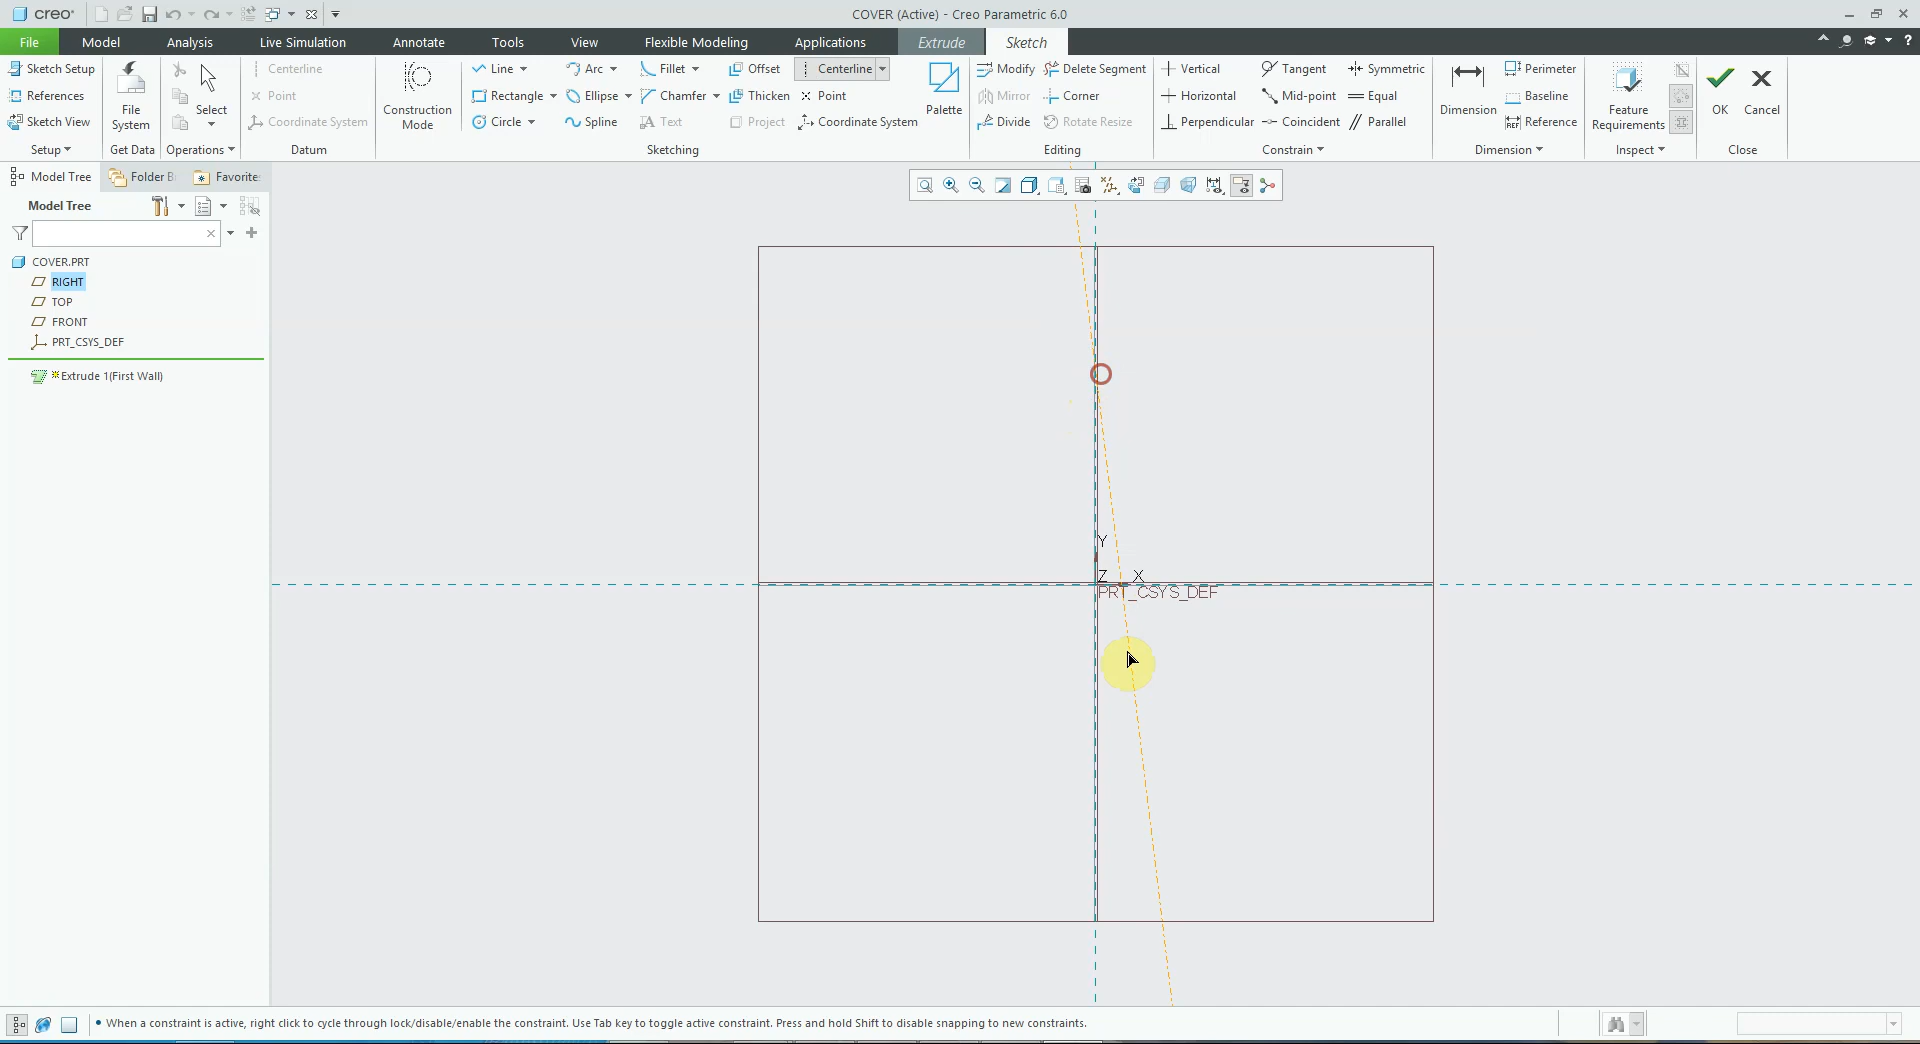 creo
COVER (Active) - Creo Parametric 6.0
File Model Analysis Live Simulation Annotate Tools View Flexible Modeling Applications Extrude Sketch
Sketch Setup
References
Sketch View
Setup
File System
Get Data
Select
Operations
Centerline
Point
Coordinate System
Datum
Construction Mode
Line Arc Fillet Offset Centerline
Rectangle Ellipse Chamfer Thicken Point
Circle Spline Text Project Coordinate System
Palette
Sketching
Modify Delete Segment
Mirror Corner
Divide Rotate Resize
Editing
Vertical Tangent Symmetric
Horizontal Mid-point Equal
Perpendicular Coincident Parallel
Constrain
Dimension
Perimeter
Baseline
REF Reference
Dimension
Feature Requirements
Inspect
OK Cancel
Close
Model Tree Folder B Favorite
Model Tree
COVER.PRT
RIGHT
TOP
FRONT
PRT_CSYS_DEF
Extrude 1(First Wall)
Y
Z X
PRT_CSYS_DEF
When a constraint is active, right click to cycle through lock/disable/enable the constraint. Use Tab key to toggle active constraint. Press and hold Shift to disable snapping to new constraints.